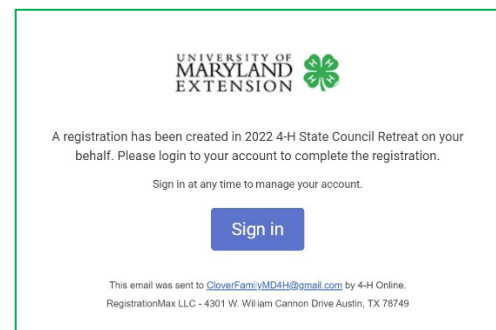 UNIVERSITY OF
MARYLAND
EXTENSION
H H H H
A registration has been created in 2022 4-H State Council Retreat on your
behalf. Please login to your account to complete the registration.
Sign in at any time to manage your account.
Sign in
This email was sent to CloverFamilyMD4H@gmail.com by 4-H Online.
RegistrationMax LLC - 4301 W. William Cannon Drive Austin, TX 78749